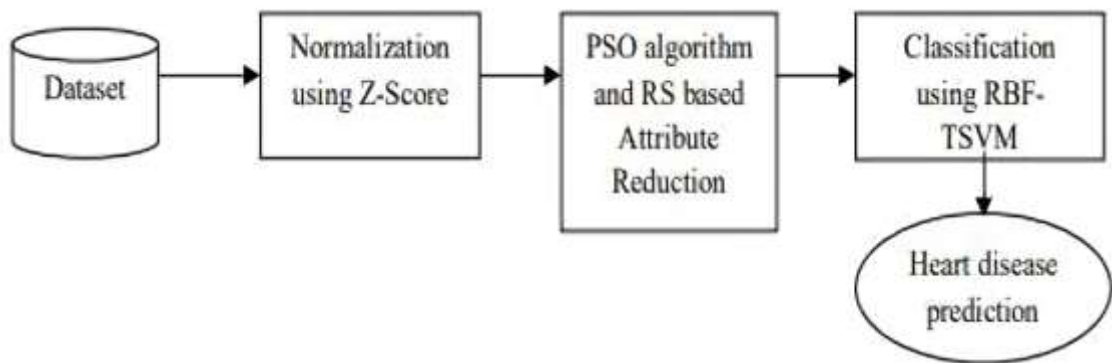 Dataset
Normalization
using Z-Score
PSO algorithm
and RS based
Attribute
Reduction
Classification
using RBF-
TSVM
Heart disease
prediction